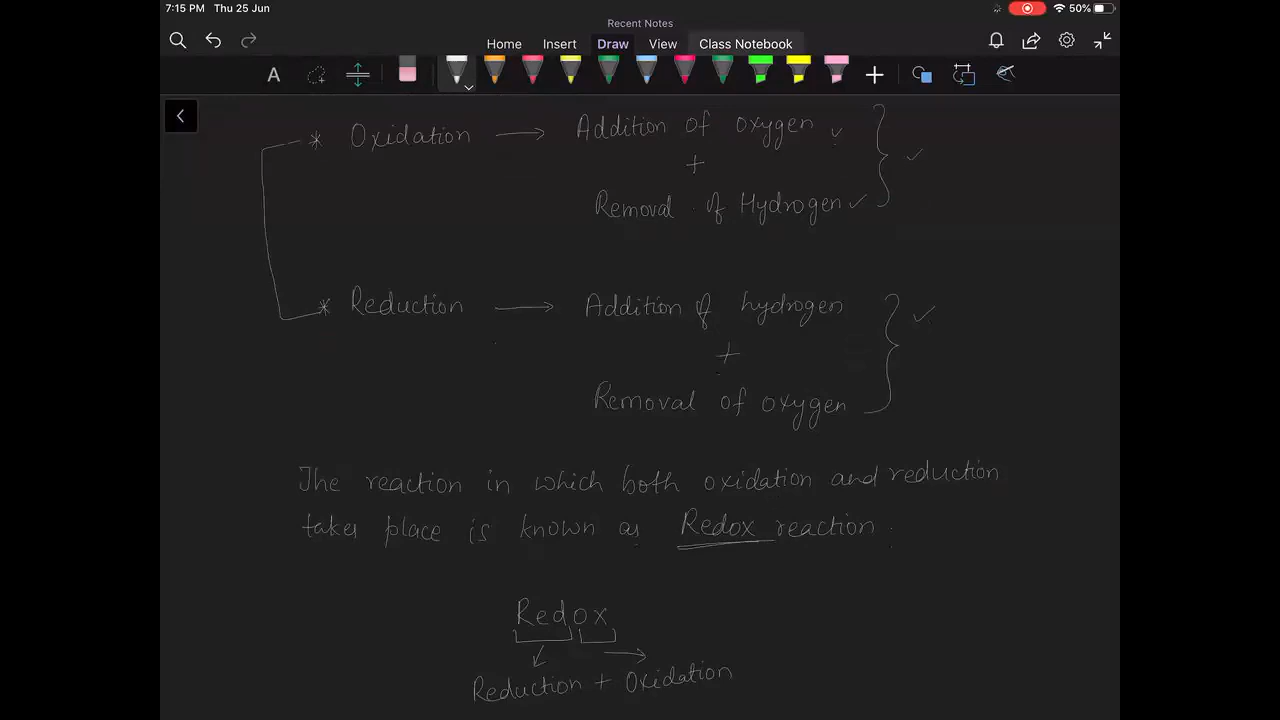 7:15 PM Thu 25 Jun
50%
Recent Notes
Home Insert Draw View Class Notebook
A
* Oxidation → Addition of oxygen ✓
+
Removal of Hydrogen ✓
✓
* Reduction → Addition of hydrogen
+
Removal of oxygen
✓
The reaction in which both oxidation and reduction
takes place is known as Redox reaction.
Redox
Reduction + Oxidation